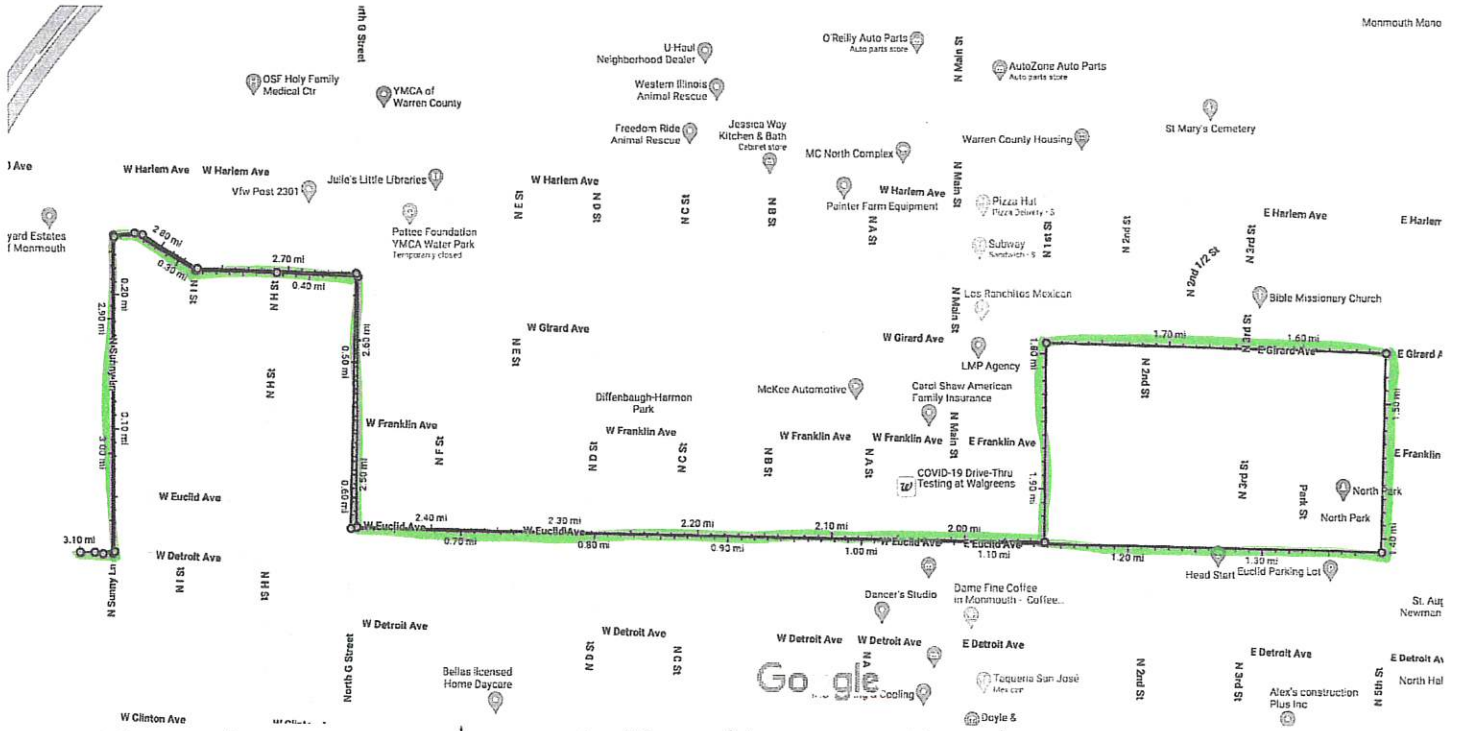 Monmouth Mano
rth G Street
O'Reilly Auto Parts
Auto parts store
N Main St
U-Haul
Neighborhood Dealer
AutoZone Auto Parts
Auto parts store
OSF Holy Family
Medical Ctr
YMCA of
Warren County
Western Illinois
Animal Rescue
St Mary's Cemetery
Freedom Ride
Animal Rescue
Jessica Way
Kitchen & Bath
Cabinet store
Warren County Housing
MC North Complex
Ave
W Harlem Ave
W Harlem Ave
Julie's Little Libraries
W Harlem Ave
Vfw Post 2301
N E St
N D St
N C St
N B St
Painter Farm Equipment
W Harlem Ave
N Main St
Pizza Hut
Pizza Delivery · $
N A St
N 1st St
N 2nd St
N 3rd St
E Harlem Ave
E Harlem
yard Estates
f Monmouth
Pattee Foundation
YMCA Water Park
Temporarily closed
Subway
Sandwich · $
N 2nd 1/2 St
2.80 mi
0.30 mi
2.70 mi
0.40 mi
N I St
N H St
Los Ranchitos Mexican
Bible Missionary Church
0.20 mi
2.90 mi
N Sunny Ln
W Girard Ave
N E St
N Main St
W Girard Ave
LMP Agency
1.80 mi
1.70 mi
1.60 mi
N 3rd St
E Girard Ave
E Girard A
0.50 mi
2.60 mi
N H St
N 2nd St
McKee Automotive
Carol Shaw American
Family Insurance
Diffenbaugh-Harmon
Park
1.50 mi
0.10 mi
3.00 mi
W Franklin Ave
N F St
W Franklin Ave
N D St
N C St
N B St
W Franklin Ave
N A St
W Franklin Ave
N Main St
E Franklin Ave
E Franklin
COVID-19 Drive-Thru
Testing at Walgreens
1.90 mi
N 3rd St
Park St
North Park
North Park
W Euclid Ave
0.60 mi
2.50 mi
W Euclid Ave
2.40 mi
0.70 mi
2.30 mi
W Euclid Ave
0.80 mi
2.20 mi
0.90 mi
2.10 mi
1.00 mi
W Euclid Ave
2.00 mi
E Euclid Ave
1.10 mi
1.20 mi
1.30 mi
1.40 mi
3.10 mi
N Sunny Ln
W Detroit Ave
N I St
N H St
Head Start
Euclid Parking Lot
Dancer's Studio
Dame Fine Coffee
in Monmouth - Coffee...
St. Aug
Newman
North G Street
W Detroit Ave
N D St
W Detroit Ave
N C St
W Detroit Ave
N A
W Detroit Ave
E Detroit Ave
N 2nd St
N 3rd St
E Detroit Ave
N 5th St
E Detroit Av
North Hal
Bellas licensed
Home Daycare
Google
Cooling
Taqueria San José
Mexican
Alex's construction
Plus Inc
W Clinton Ave
Doyle &